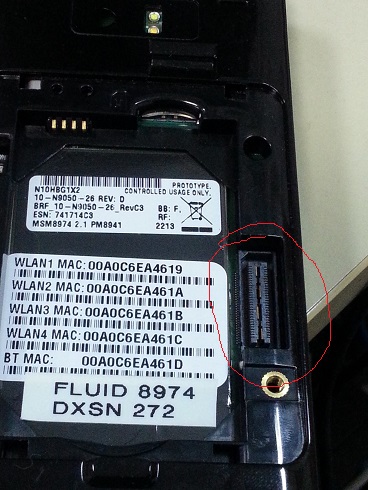 N10HBG1X2
PROTOTYPE.
CONTROLLED USAGE ONLY.
10-N9050-26 REV: D
BRF_10-N9050-26_RevC3
BB: F,
ESN: 741714C3
RF:
MSM8974 2.1 PM8941
2213
WLAN1 MAC: 00A0C6EA4619
WLAN2 MAC: 00A0C6EA461A
WLAN3 MAC: 00A0C6EA461B
WLAN4 MAC: 00A0C6EA461C
BT MAC: 00A0C6EA461D
FLUID 8974
DXSN 272